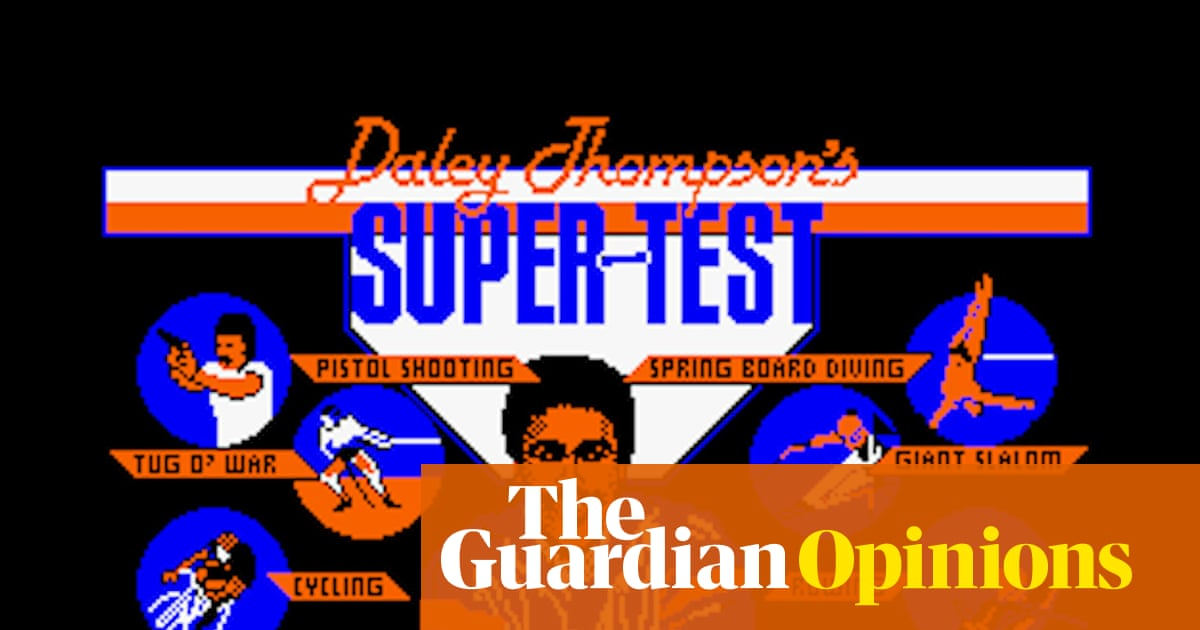 Daley Thompson's
SUPER-TEST
PISTOL SHOOTING
SPRING BOARD DIVING
TUG O' WAR
GIANT SLALOM
CYCLING
The
Guardian Opinions